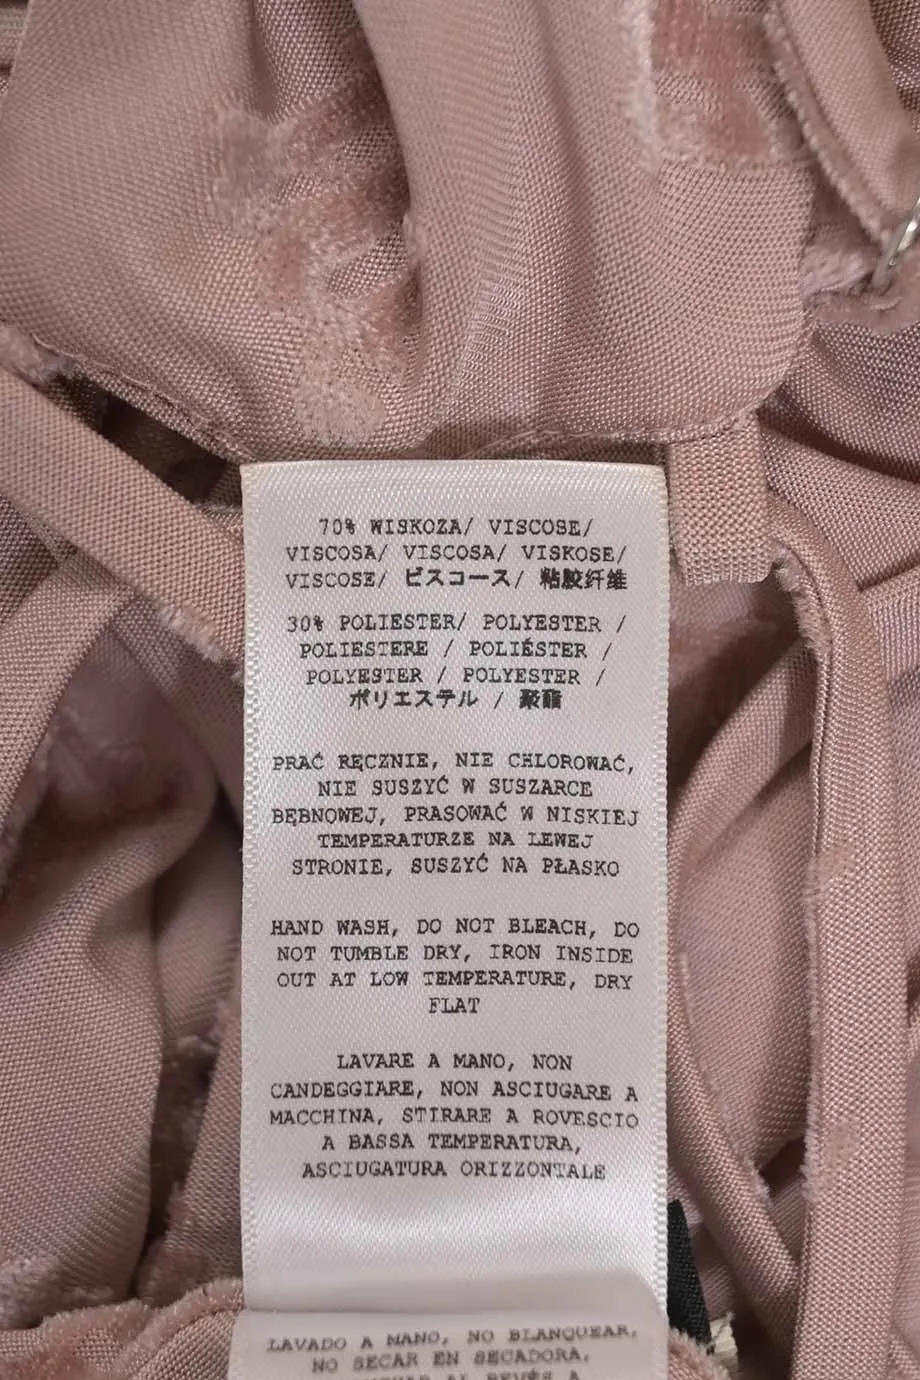 70% WISKOZA/ VISCOSE/
VISCOSA/ VISCOSA/ VISKOSE/
VISCOSE/ ビスコース/ 粘胶纤维
30% POLIESTER/ POLYESTER /
POLIESTERE / POLIÉSTER /
POLYESTER / POLYESTER /
ポリエステル / 聚酯
PRAĆ RĘCZNIE, NIE CHLOROWAĆ,
NIE SUSZYĆ W SUSZARCE
BĘBNOWEJ, PRASOWAĆ W NISKIEJ
TEMPERATURZE NA LEWEJ
STRONIE, SUSZYĆ NA PŁASKO
HAND WASH, DO NOT BLEACH, DO
NOT TUMBLE DRY, IRON INSIDE
OUT AT LOW TEMPERATURE, DRY
FLAT
LAVARE A MANO, NON
CANDEGGIARE, NON ASCIUGARE A
MACCHINA, STIRARE A ROVESCIO
A BASSA TEMPERATURA,
ASCIUGATURA ORIZZONTALE
LAVADO A MANO, NO BLANQUEAR,
NO SECAR EN SECADORA,
AL REVÉS A